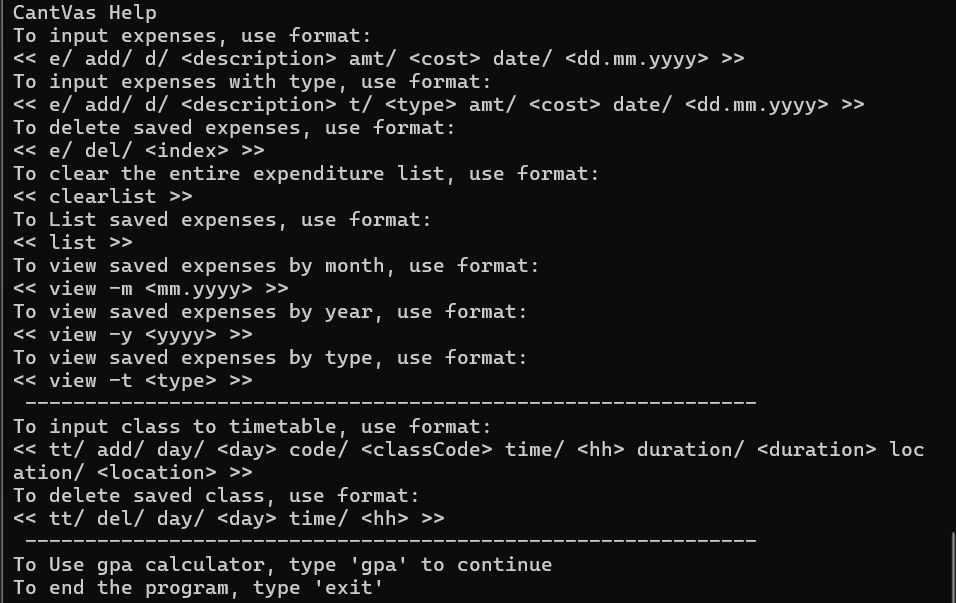 CantVas Help
To input expenses, use format:
<< e/ add/ d/ <description> amt/ <cost> date/ <dd.mm.yyyy> >>
To input expenses with type, use format:
<< e/ add/ d/ <description> t/ <type> amt/ <cost> date/ <dd.mm.yyyy> >>
To delete saved expenses, use format:
<< e/ del/ <index> >>
To clear the entire expenditure list, use format:
<< clearlist >>
To List saved expenses, use format:
<< list >>
To view saved expenses by month, use format:
<< view -m <mm.yyyy> >>
To view saved expenses by year, use format:
<< view -y <yyyy> >>
To view saved expenses by type, use format:
<< view -t <type> >>
-------------------------------------------------------------
To input class to timetable, use format:
<< tt/ add/ day/ <day> code/ <classCode> time/ <hh> duration/ <duration> loc
ation/ <location> >>
To delete saved class, use format:
<< tt/ del/ day/ <day> time/ <hh> >>
-------------------------------------------------------------
To Use gpa calculator, type 'gpa' to continue
To end the program, type 'exit'